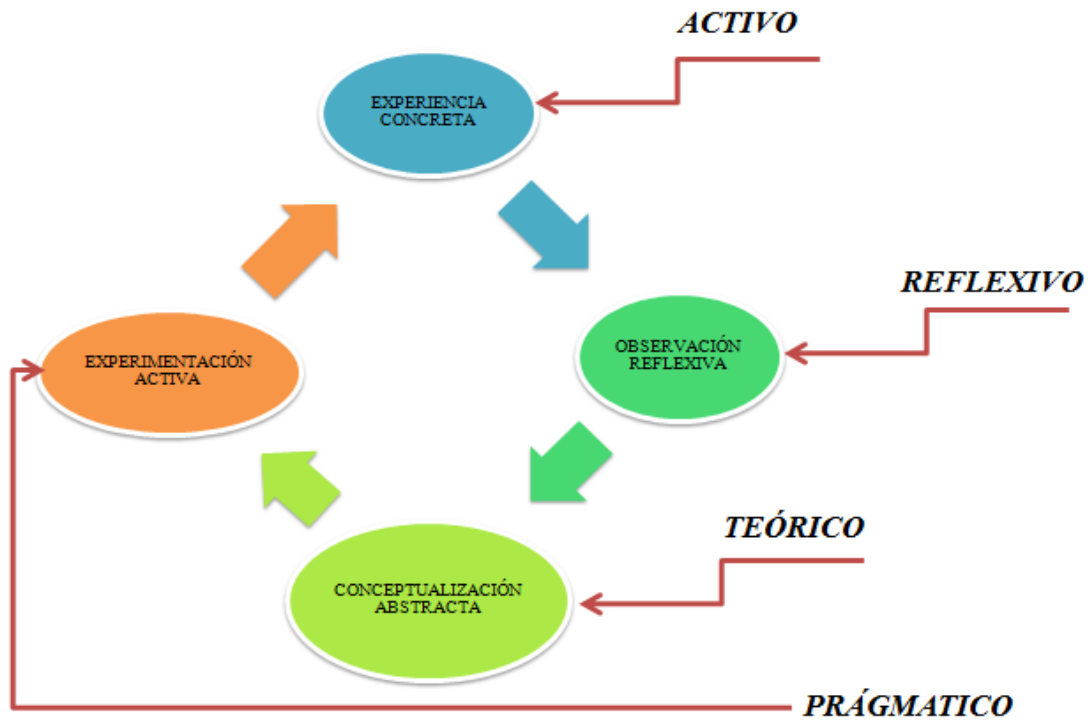 ACTIVO
EXPERIENCIA
CONCRETA
REFLEXIVO
OBSERVACIÓN
REFLEXIVA
EXPERIMENTACIÓN
ACTIVA
TEÓRICO
CONCEPTUALIZACIÓN
ABSTRACTA
PRÁGMATICO